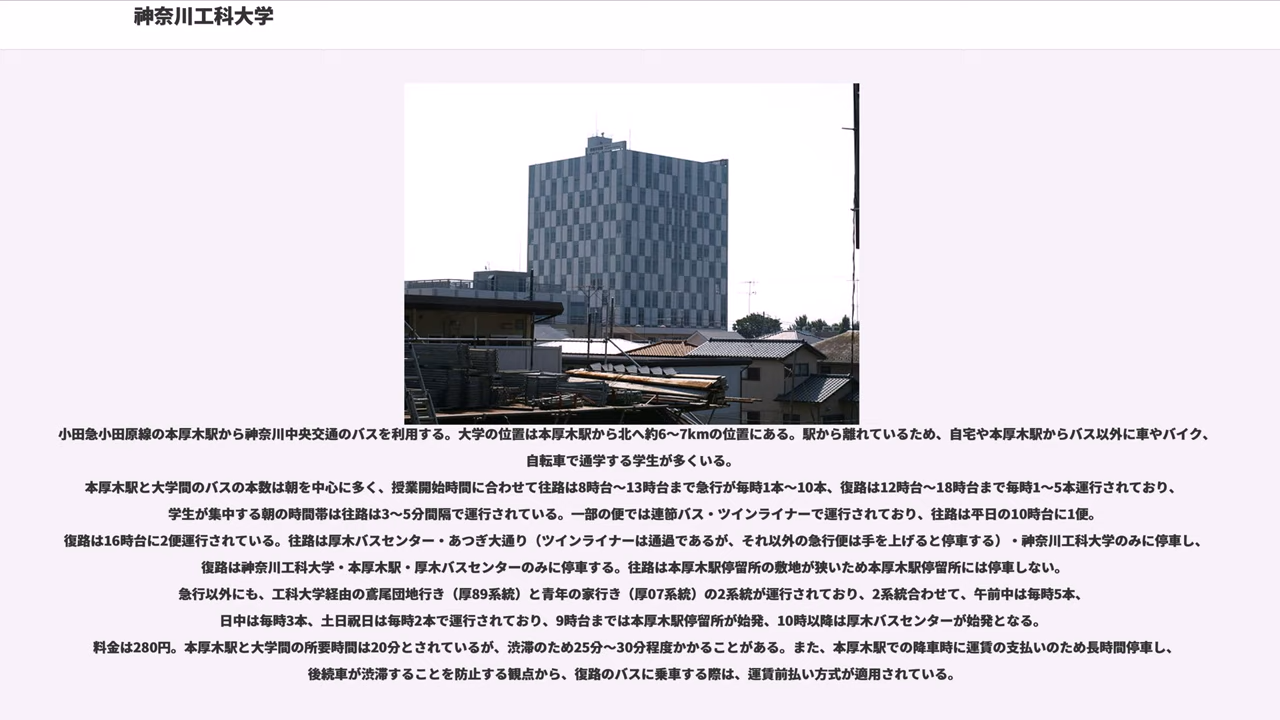 神奈川工科大学
小田急小田原線の本厚木駅から神奈川中央交通のバスを利用する。大学の位置は本厚木駅から北へ約6〜7kmの位置にある。駅から離れているため、自宅や本厚木駅からバス以外に車やバイク、
自転車で通学する学生が多くいる。
本厚木駅と大学間のバスの本数は朝を中心に多く、授業開始時間に合わせて往路は8時台〜13時台まで急行が毎時1本〜10本、復路は12時台〜18時台まで毎時1〜5本運行されており、
学生が集中する朝の時間帯は往路は3〜5分間隔で運行されている。一部の便では連節バス・ツインライナーで運行されており、往路は平日の10時台に1便。
復路は16時台に2便運行されている。往路は厚木バスセンター・あつぎ大通り（ツインライナーは通過であるが、それ以外の急行便は手を上げると停車する）・神奈川工科大学のみに停車し、
復路は神奈川工科大学・本厚木駅・厚木バスセンターのみに停車する。往路は本厚木駅停留所の敷地が狭いため本厚木駅停留所には停車しない。
急行以外にも、工科大学経由の鳶尾団地行き（厚89系統）と青年の家行き（厚07系統）の2系統が運行されており、2系統合わせて、午前中は毎時5本、
日中は毎時3本、土日祝日は毎時2本で運行されており、9時台までは本厚木駅停留所が始発、10時以降は厚木バスセンターが始発となる。
料金は280円。本厚木駅と大学間の所要時間は20分とされているが、渋滞のため25分〜30分程度かかることがある。また、本厚木駅での降車時に運賃の支払いのため長時間停車し、
後続車が渋滞することを防止する観点から、復路のバスに乗車する際は、運賃前払い方式が適用されている。